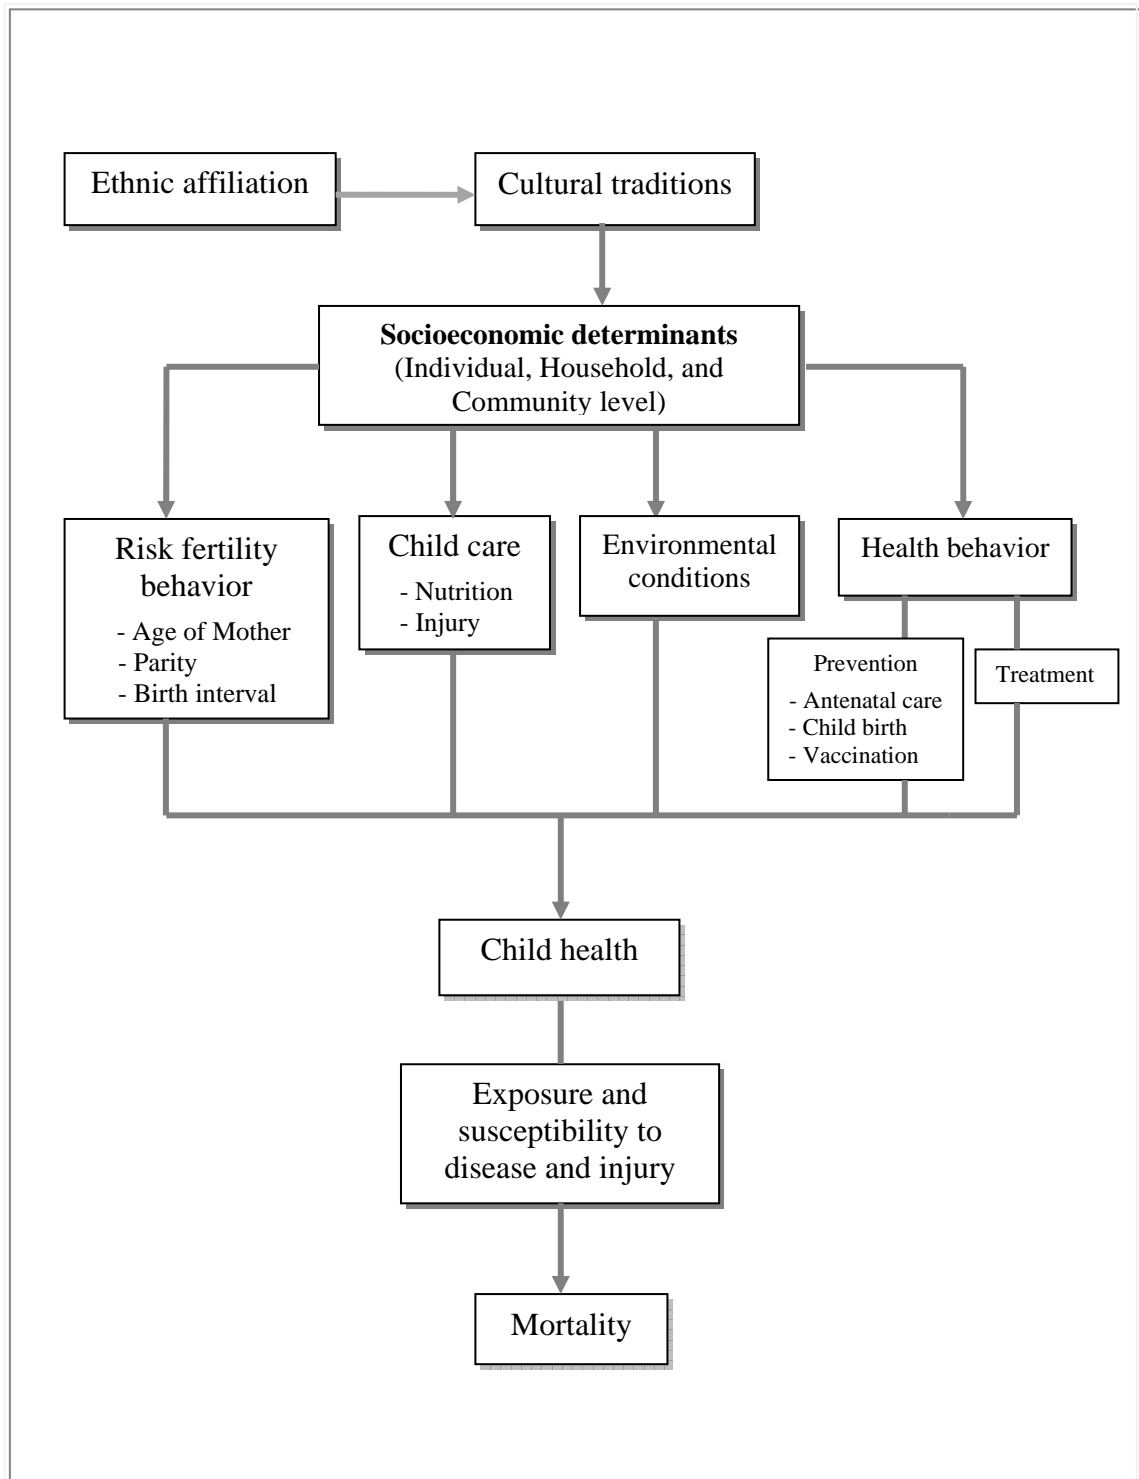 Ethnic affiliation
Cultural traditions
Socioeconomic determinants
(Individual, Household, and
Community level)
Risk fertility
behavior
- Age of Mother
- Parity
- Birth interval
Child care
- Nutrition
- Injury
Environmental
conditions
Health behavior
Prevention
- Antenatal care
- Child birth
- Vaccination
Treatment
Child health
Exposure and
susceptibility to
disease and injury
Mortality